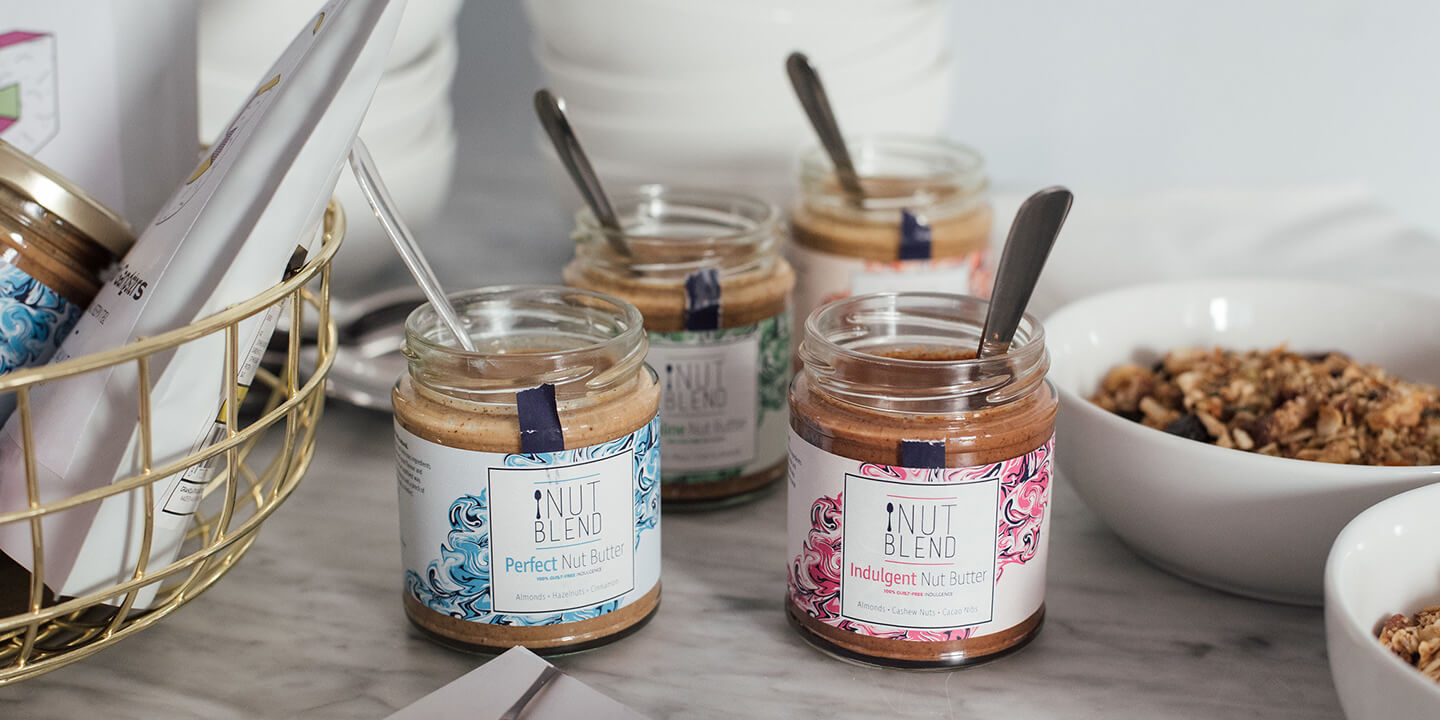 NUT
BLEND
Perfect Nut Butter
100% GUILT-FREE INDULGENCE
Almonds • Hazelnuts • Cinnamon
NUT
BLEND
Indulgent Nut Butter
100% GUILT-FREE INDULGENCE
Almonds • Cashew Nuts • Cacao Nibs
NUT
BLEND
Nut Butter